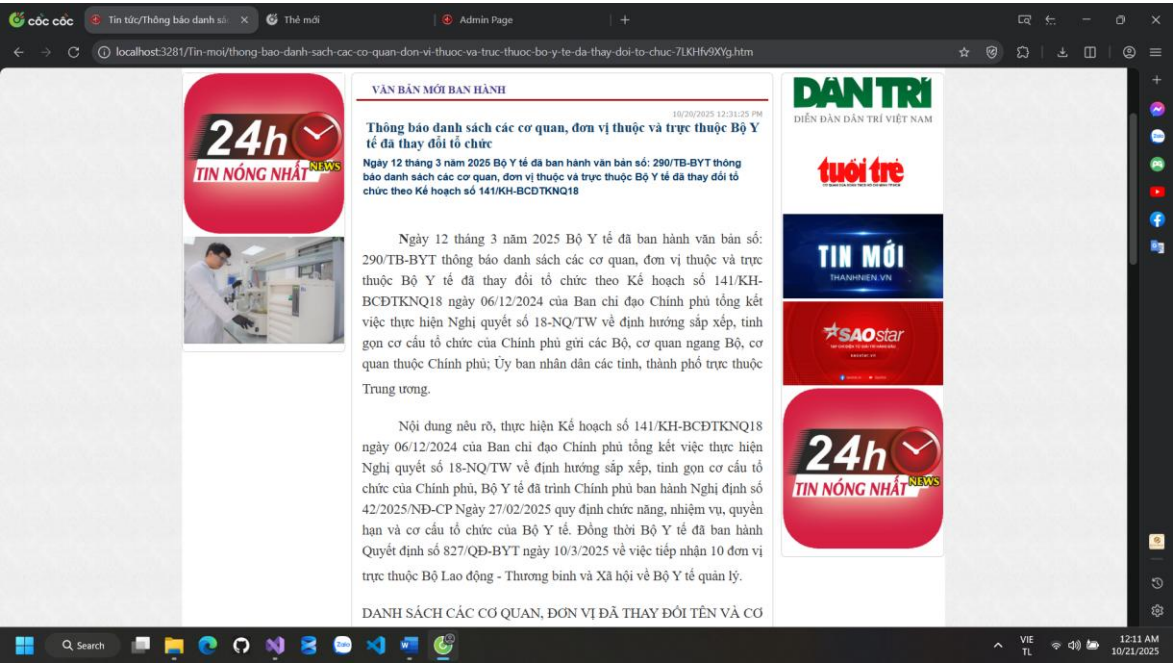 cốc cốc
Tin tức/Thông báo danh sá
Thẻ mới
Admin Page
localhost:3281/Tin-moi/thong-bao-danh-sach-cac-co-quan-don-vi-thuoc-va-truc-thuoc-bo-y-te-da-thay-doi-to-chuc-7LKHfv9XYg.htm
24h
NEWS
TIN NÓNG NHẤT
VĂN BẢN MỚI BAN HÀNH
10/20/2025 12:31:25 PM
Thông báo danh sách các cơ quan, đơn vị thuộc và trực thuộc Bộ Y
tế đã thay đổi tổ chức
Ngày 12 tháng 3 năm 2025 Bộ Y tế đã ban hành văn bản số: 290/TB-BYT thông
báo danh sách các cơ quan, đơn vị thuộc và trực thuộc Bộ Y tế đã thay đổi tổ
chức theo Kế hoạch số 141/KH-BCĐTKNQ18
Ngày 12 tháng 3 năm 2025 Bộ Y tế đã ban hành văn bản số:
290/TB-BYT thông báo danh sách các cơ quan, đơn vị thuộc và trực
thuộc Bộ Y tế đã thay đổi tổ chức theo Kế hoạch số 141/KH-
BCĐTKNQ18 ngày 06/12/2024 của Ban chỉ đạo Chính phủ tổng kết
việc thực hiện Nghị quyết số 18-NQ/TW về định hướng sắp xếp, tinh
gọn cơ cấu tổ chức của Chính phủ gửi các Bộ, cơ quan ngang Bộ, cơ
quan thuộc Chính phủ; Ủy ban nhân dân các tỉnh, thành phố trực thuộc
Trung ương.
Nội dung nêu rõ, thực hiện Kế hoạch số 141/KH-BCĐTKNQ18
ngày 06/12/2024 của Ban chỉ đạo Chính phủ tổng kết việc thực hiện
Nghị quyết số 18-NQ/TW về định hướng sắp xếp, tinh gọn cơ cấu tổ
chức của Chính phủ, Bộ Y tế đã trình Chính phủ ban hành Nghị định số
42/2025/NĐ-CP Ngày 27/02/2025 quy định chức năng, nhiệm vụ, quyền
hạn và cơ cấu tổ chức của Bộ Y tế. Đồng thời Bộ Y tế đã ban hành
Quyết định số 827/QĐ-BYT ngày 10/3/2025 về việc tiếp nhận 10 đơn vị
trực thuộc Bộ Lao động - Thương binh và Xã hội về Bộ Y tế quản lý.
DANH SÁCH CÁC CƠ QUAN, ĐƠN VỊ ĐÃ THAY ĐỔI TÊN VÀ CƠ
DÂN TRÍ
DIỄN ĐÀN DÂN TRÍ VIỆT NAM
tuổi trẻ
TIN MỚI
THANHNIEN.VN
SAOstar
24h
NEWS
TIN NÓNG NHẤT
Search
Zalo
VIE
TL
12:11 AM
10/21/2025